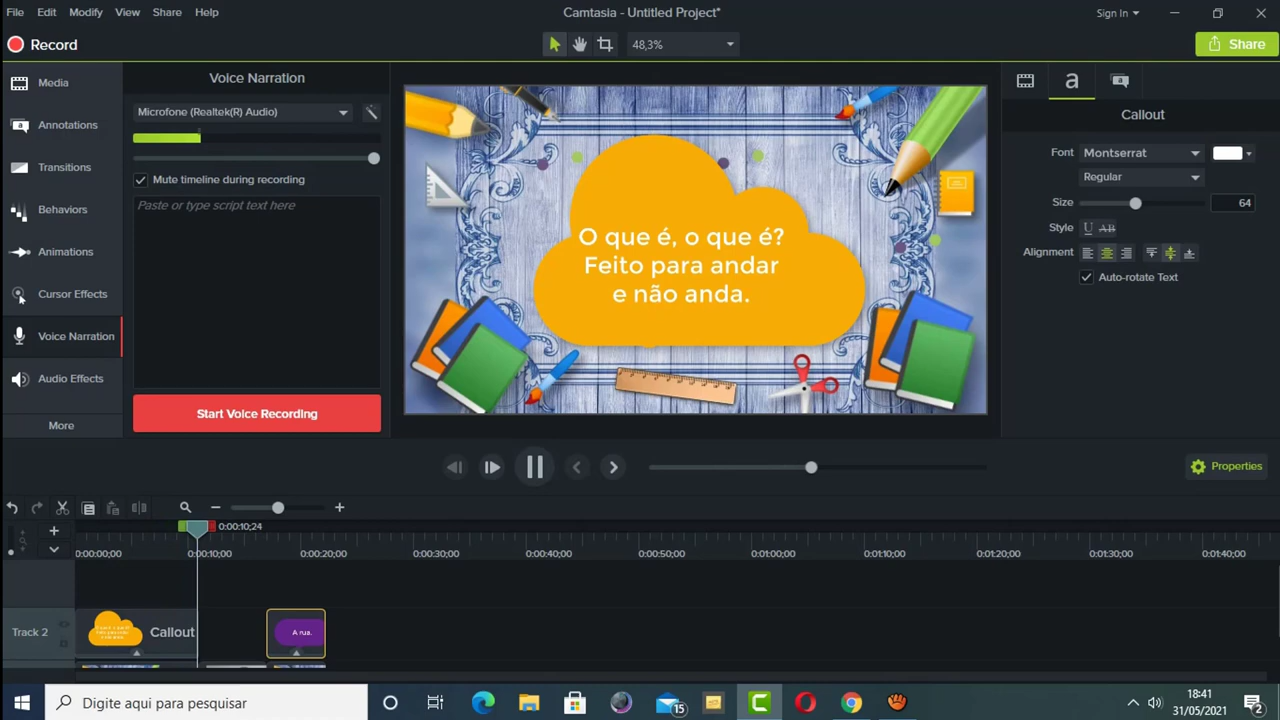 File Edit Modify View Share Help
Camtasia - Untitled Project*
Sign In
Record
48,3%
Share
Media
Annotations
Transitions
Behaviors
Animations
Cursor Effects
Voice Narration
Audio Effects
More
Voice Narration
Microfone (Realtek(R) Audio)
Mute timeline during recording
Paste or type script text here
Start Voice Recording
O que é, o que é?
Feito para andar
e não anda.
a
Callout
Font Montserrat
Regular
Size 64
Style U AB
Alignment
Auto-rotate Text
Properties
0:00:10;24
0:00:00;00 0:00:10;00 0:00:20;00 0:00:30;00 0:00:40;00 0:00:50;00 0:01:00;00 0:01:10;00 0:01:20;00 0:01:30;00 0:01:40;00
Track 2
Callout
A rua.
Digite aqui para pesquisar
15
18:41
31/05/2021
2